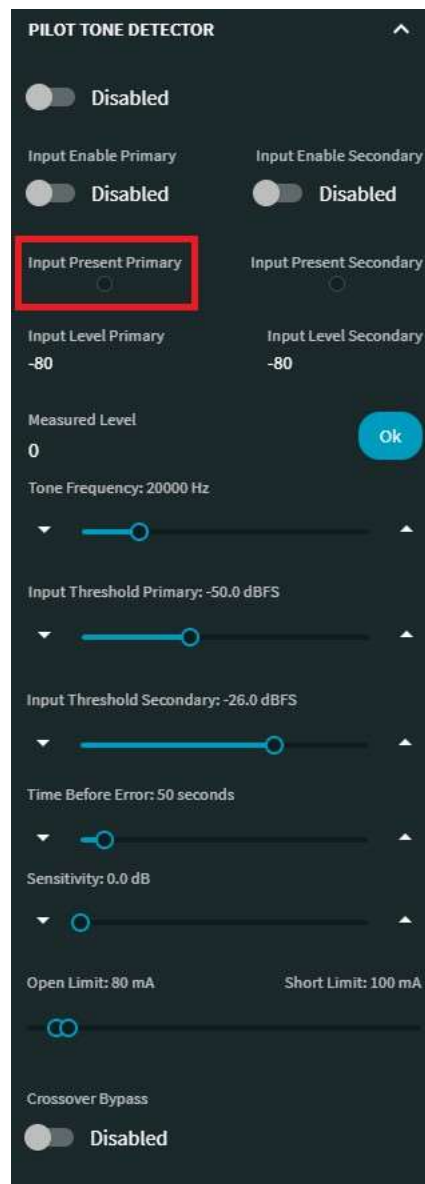 PILOT TONE DETECTOR
Disabled
Input Enable Primary Input Enable Secondary
Disabled Disabled
Input Present Primary Input Present Secondary
Input Level Primary Input Level Secondary
-80 -80
Measured Level
0 Ok
Tone Frequency: 20000 Hz
Input Threshold Primary: -50.0 dBFS
Input Threshold Secondary: -26.0 dBFS
Time Before Error: 50 seconds
Sensitivity: 0.0 dB
Open Limit: 80 mA Short Limit: 100 mA
Crossover Bypass
Disabled